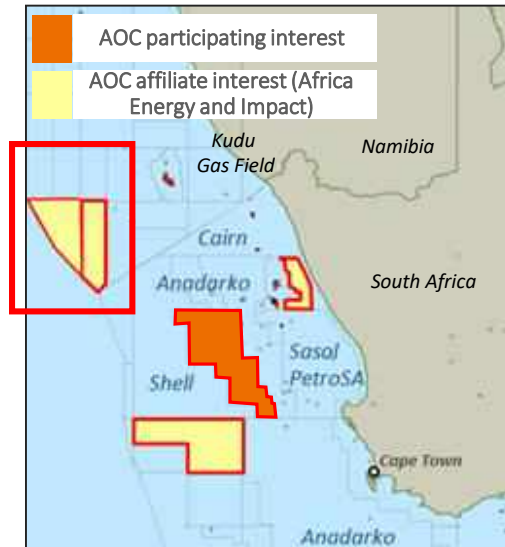 AOC participating interest
AOC affiliate interest (Africa
Energy and Impact)
Kudu
Gas Field
Namibia
Cairn
Anadarko
South Africa
Sasol
PetroSA
Shell
Cape Town
Anadarko